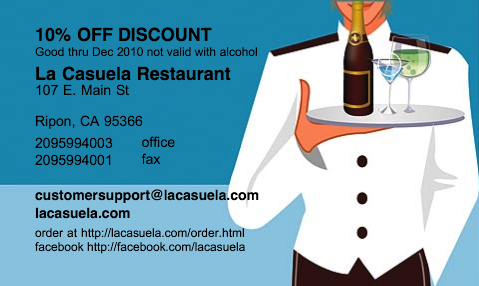 10% OFF DISCOUNT
Good thru Dec 2010 not valid with alcohol
La Casuela Restaurant
107 E. Main St
Ripon, CA 95366
2095994003 office
2095994001 fax
customersupport@lacasuela.com
lacasuela.com
order at http://lacasuela.com/order.html
facebook http://facebook.com/lacasuela